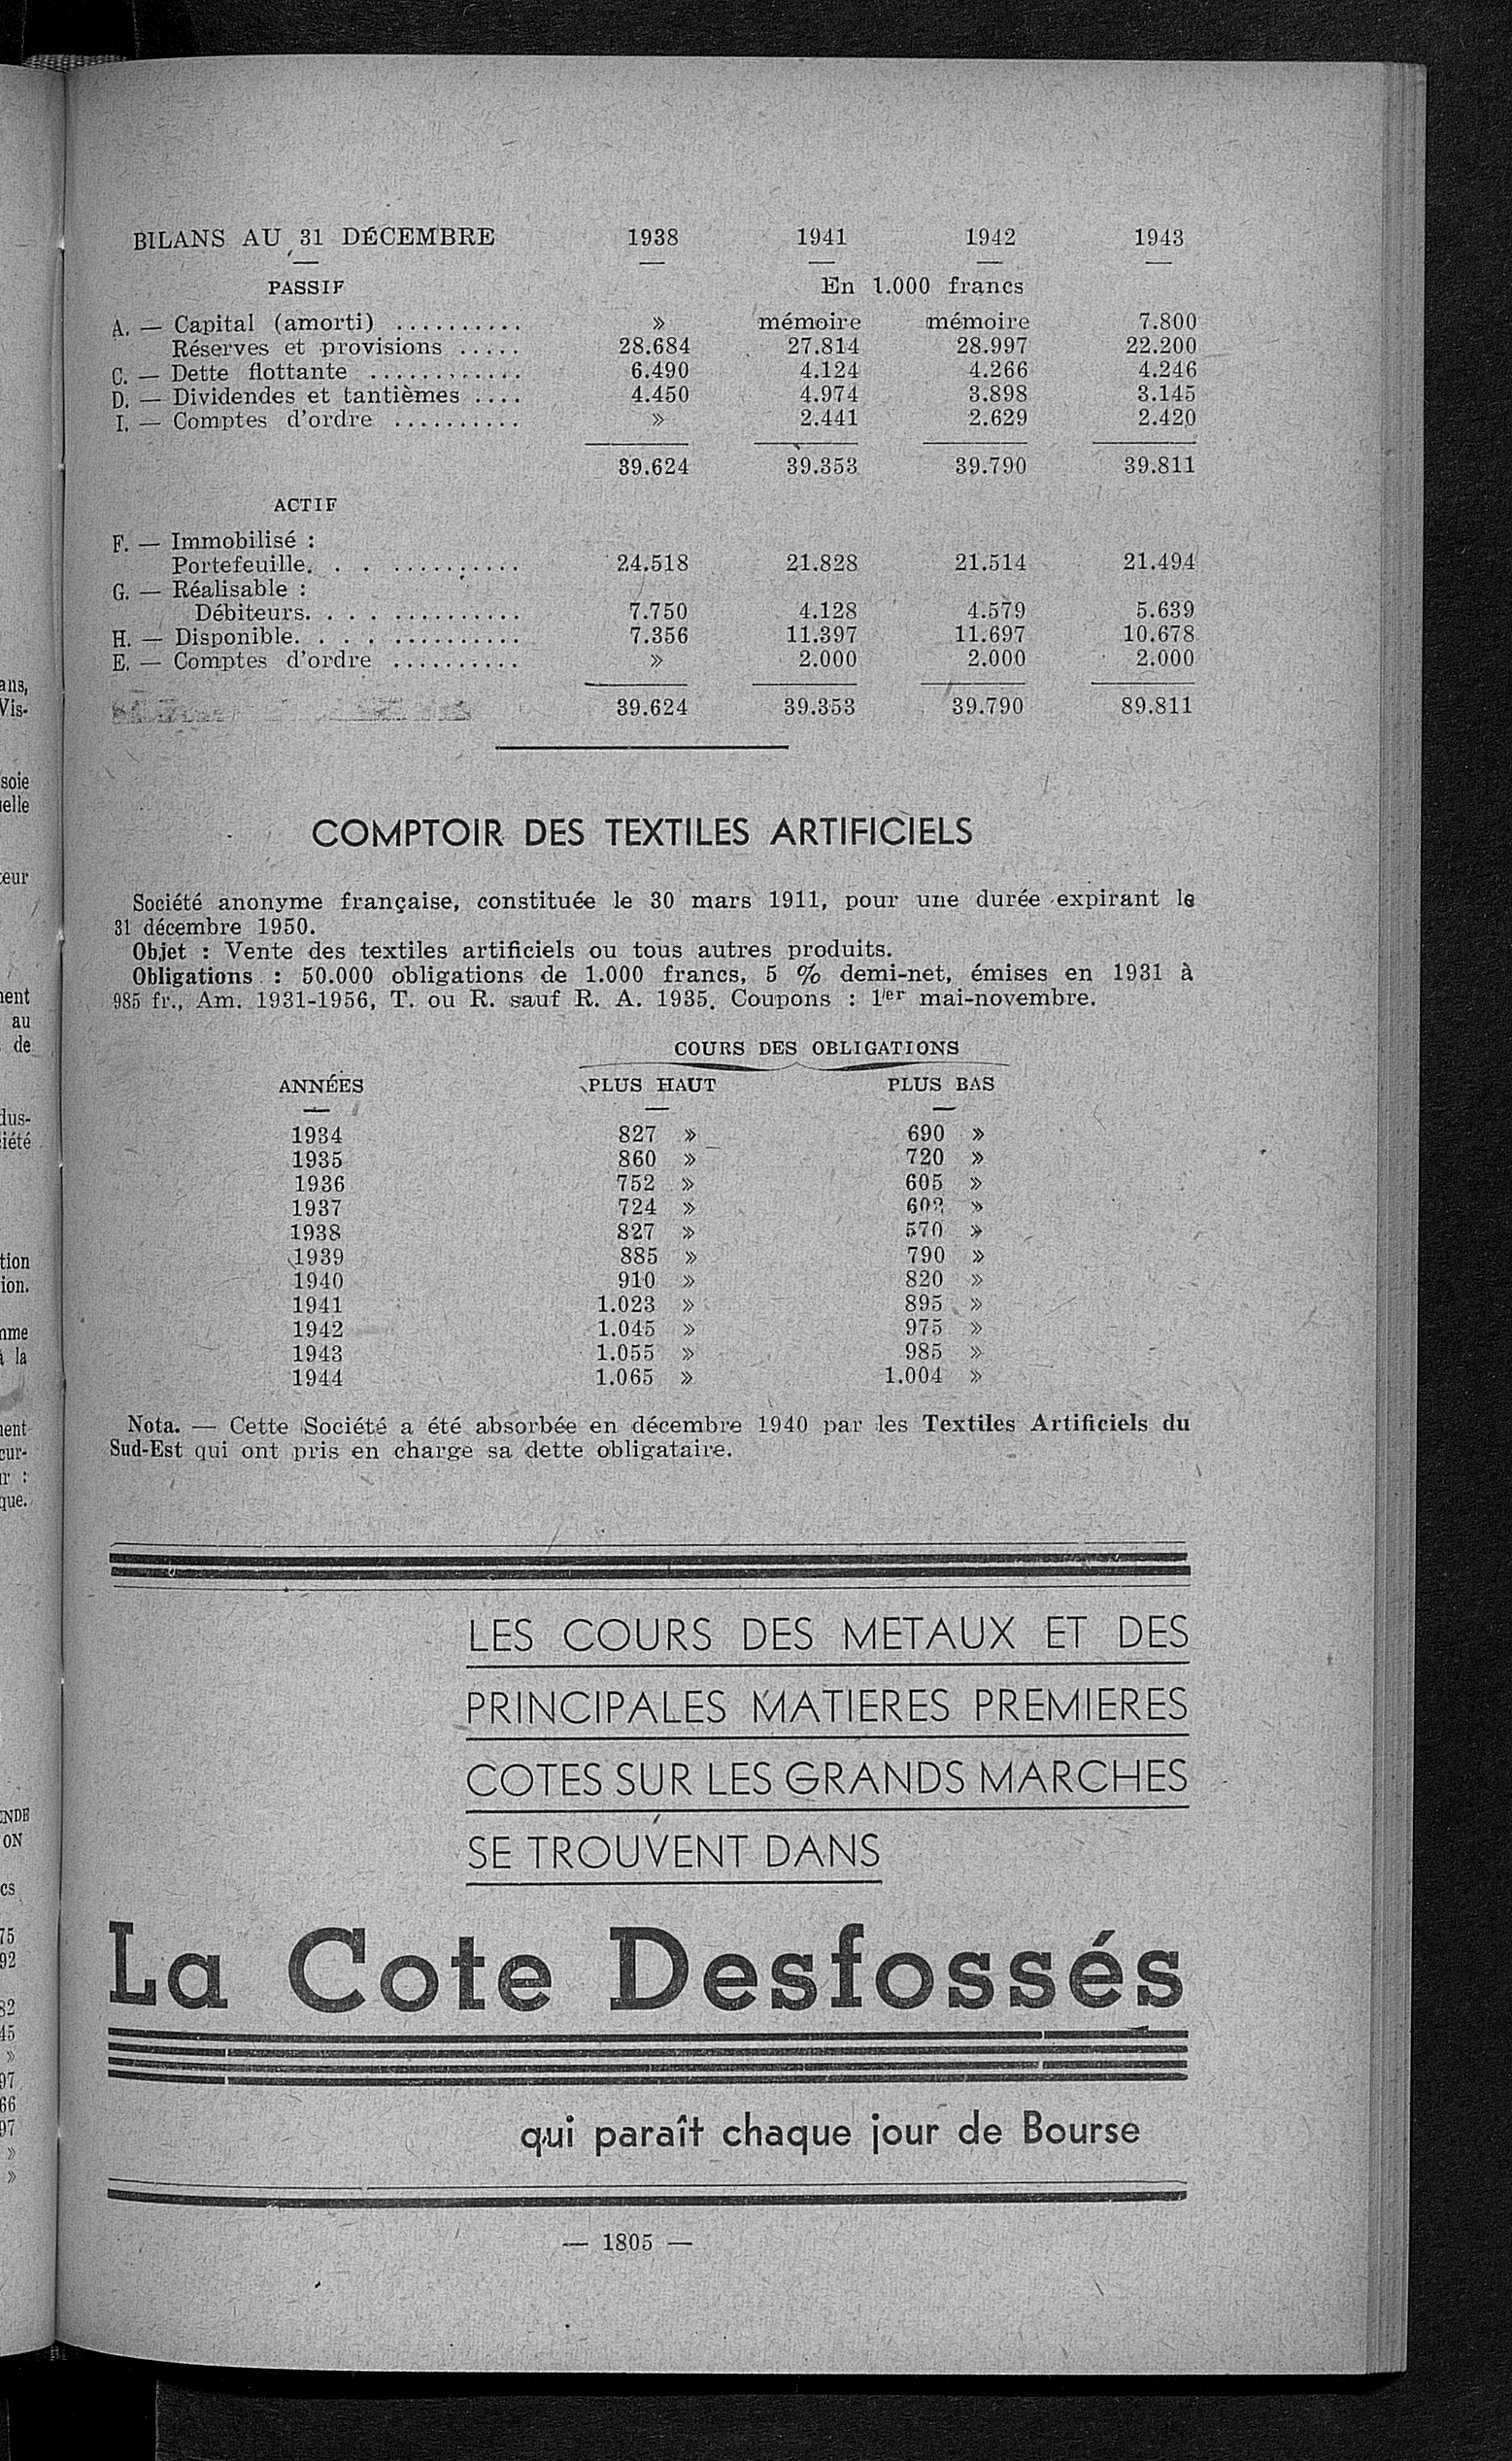 BILANS AU 31 DÉCEMBRE 1938 1941 1942 1943
PASSIF En 1.000 francs
A. — Capital (amorti) .......... » mémoire mémoire 7.800
Réserves et provisions ..... 28.684 27.814 28.997 22.200
C. — Dette flottante ............ 6.490 4.124 4.266 4.246
D. — Dividendes et tantièmes .... 4.450 4.974 3.898 3.145
I. — Comptes d'ordre .......... » 2.441 2.629 2.420
39.624 39.353 39.790 39.811
ACTIF
F. — Immobilisé :
Portefeuille. . . .......... 24.518 21.828 21.514 21.494
G. — Réalisable :
Débiteurs. . . . .......... 7.750 4.128 4.579 5.639
H. — Disponible. . . . .......... 7.356 11.397 11.697 10.678
E. — Comptes d'ordre .......... » 2.000 2.000 2.000
39.624 39.353 39.790 89.811
COMPTOIR DES TEXTILES ARTIFICIELS
Société anonyme française, constituée le 30 mars 1911, pour une durée expirant le
31 décembre 1950.
Objet : Vente des textiles artificiels ou tous autres produits.
Obligations : 50.000 obligations de 1.000 francs, 5 % demi-net, émises en 1931 à
985 fr., Am. 1931-1956, T. ou R. sauf R. A. 1935. Coupons : 1er mai-novembre.
COURS DES OBLIGATIONS
ANNÉES PLUS HAUT PLUS BAS
1934 827 » 690 »
1935 860 » 720 »
1936 752 » 605 »
1937 724 » »
1938 827 » 570 »
1939 885 » 790 »
1940 910 » 820 »
1941 1.023 » 895 »
1942 1.045 » 975 »
1943 1.055 » 985 »
1944 1.065 » 1.004 »
Nota. — Cette Société a été absorbée en décembre 1940 par les Textiles Artificiels du
Sud-Est qui ont pris en charge sa dette obligataire.
LES COURS DES METAUX ET DES
PRINCIPALES MATIERES PREMIERES
COTES SUR LES GRANDS MARCHES
SE TROUVENT DANS
La Cote Desfossés
qui paraît chaque jour de Bourse
— 1805 —